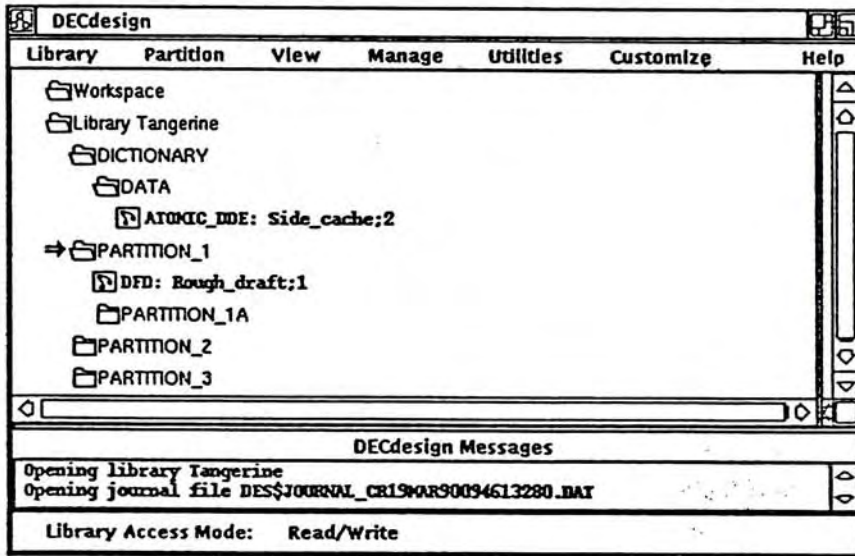 DECdesign
Library Partition View Manage Utilities Customize Help
Workspace
Library Tangerine
DICTIONARY
DATA
ATOMIC_DDE: Side_cache;2
PARTITION_1
DFD: Rough_draft;1
PARTITION_1A
PARTITION_2
PARTITION_3
DECdesign Messages
Opening library Tangerine
Opening journal file DES$JOURNAL_CR19MAR90094613280.DAT
Library Access Mode: Read/Write